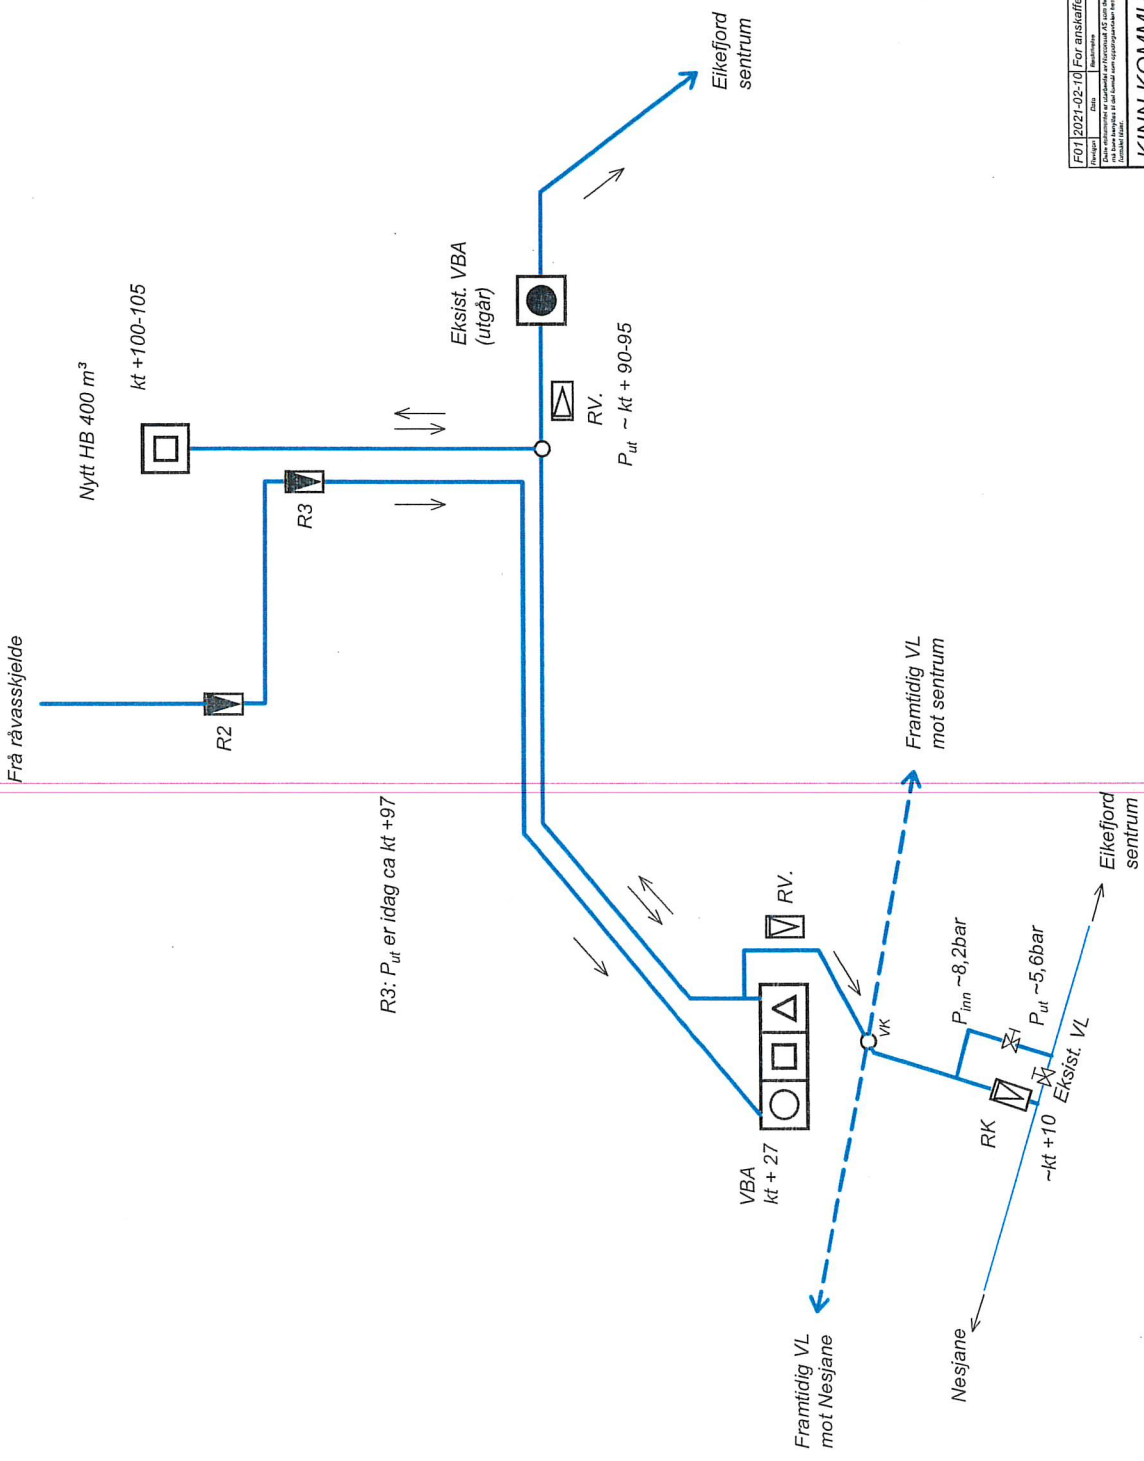 Frå råvasskjelde
R2
R3
R3: Put er idag ca kt +97
Nytt HB 400 m³
kt +100-105
Eksist. VBA
(utgår)
RV.
Put ~ kt + 90-95
Eikefjord
sentrum
VBA
kt + 27
RV.
VK
Framtidig VL
mot sentrum
Framtidig VL
mot Nesjane
Pinn ~8,2bar
Put ~5,6bar
RK
~kt +10
Eksist. VL
Nesjane
Eikefjord
sentrum
F01 2021-02-10 For anskaffe
Revisjon Dato